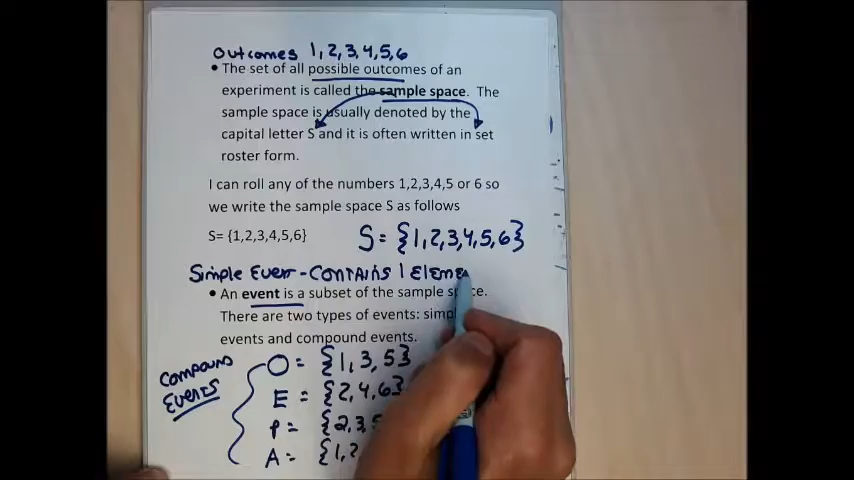 Outcomes 1,2,3,4,5,6
• The set of all possible outcomes of an
experiment is called the sample space. The
sample space is usually denoted by the
capital letter S and it is often written in set
roster form.
I can roll any of the numbers 1,2,3,4,5 or 6 so
we write the sample space S as follows
S= {1,2,3,4,5,6}
S= {1,2,3,4,5,6}
Simple Event - Contains 1 Eleme
• An event is a subset of the sample space.
There are two types of events:
events and compound events.
Compound
Events
O = {1,3,5}
E = {2,4,6}
P = {2,3,
A = {1,2